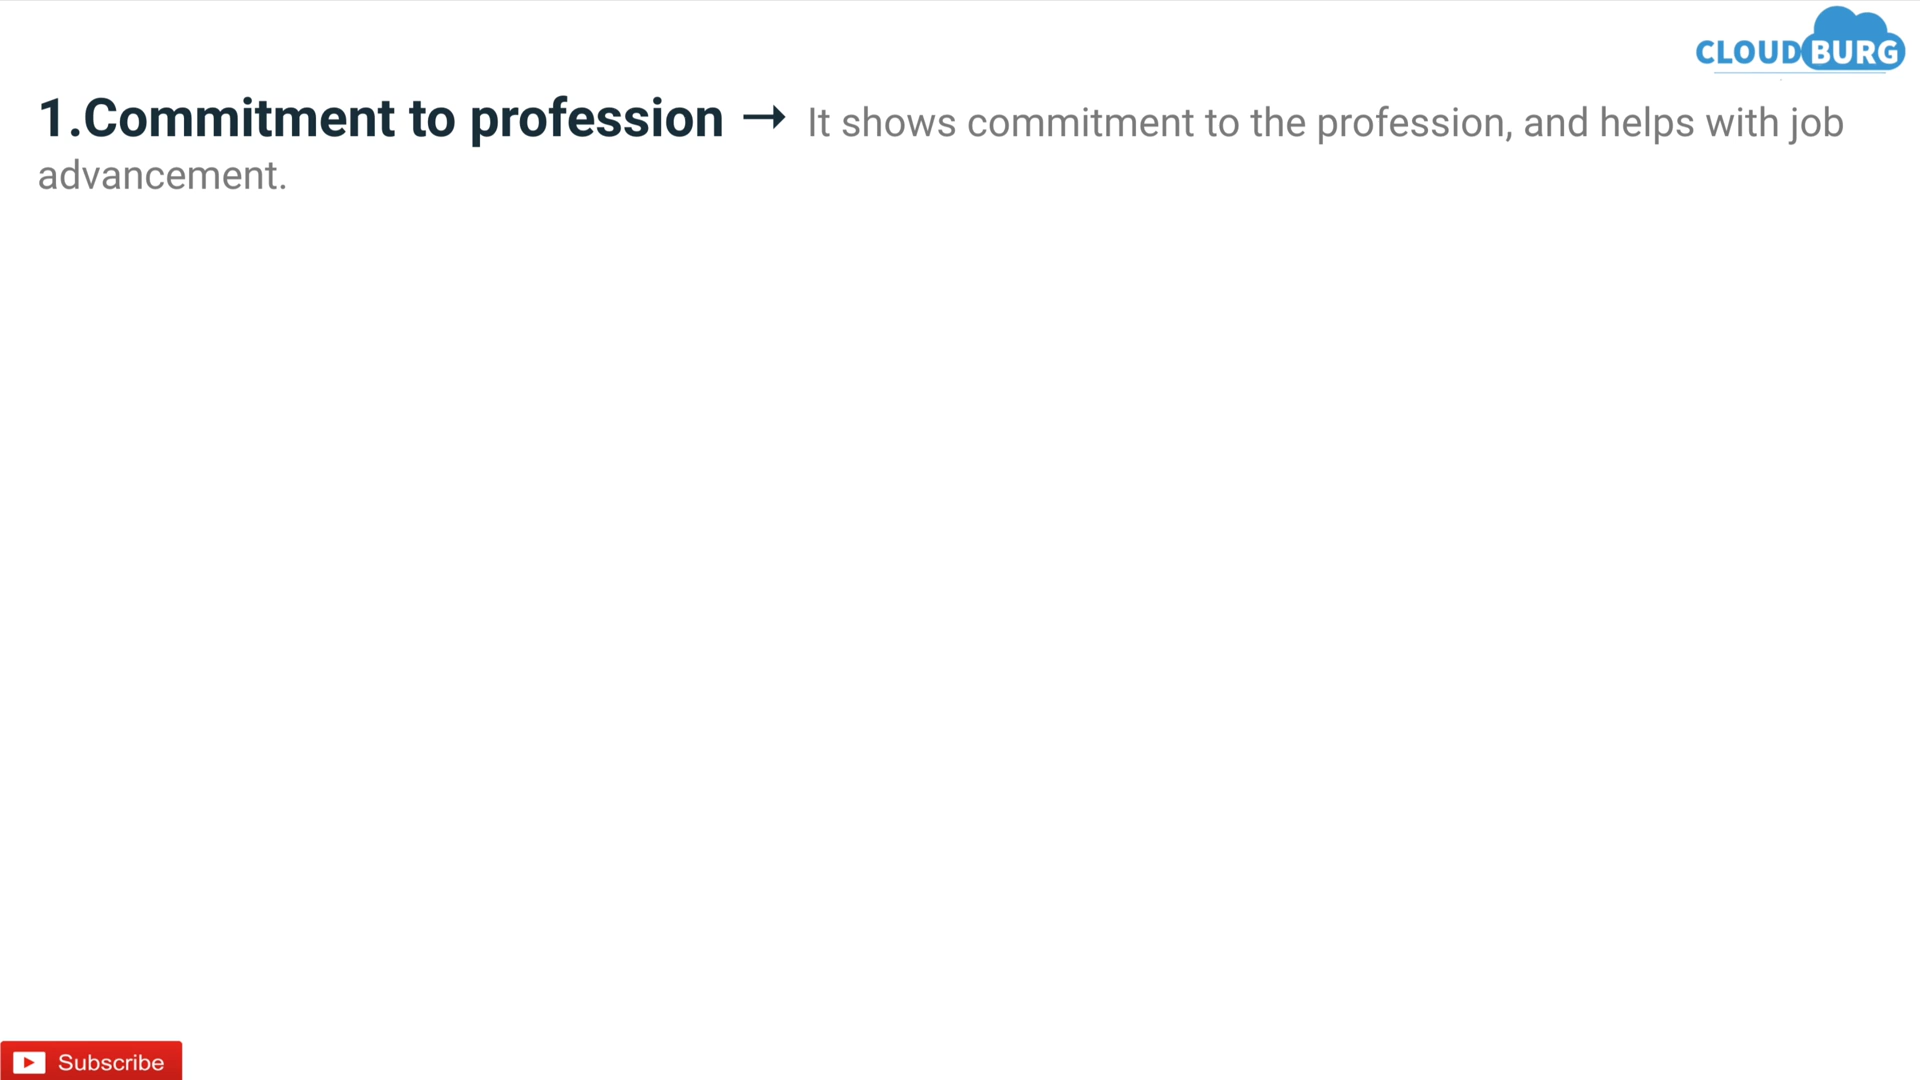 CLOUDBURG
1.Commitment to profession → It shows commitment to the profession, and helps with job
advancement.
Subscribe